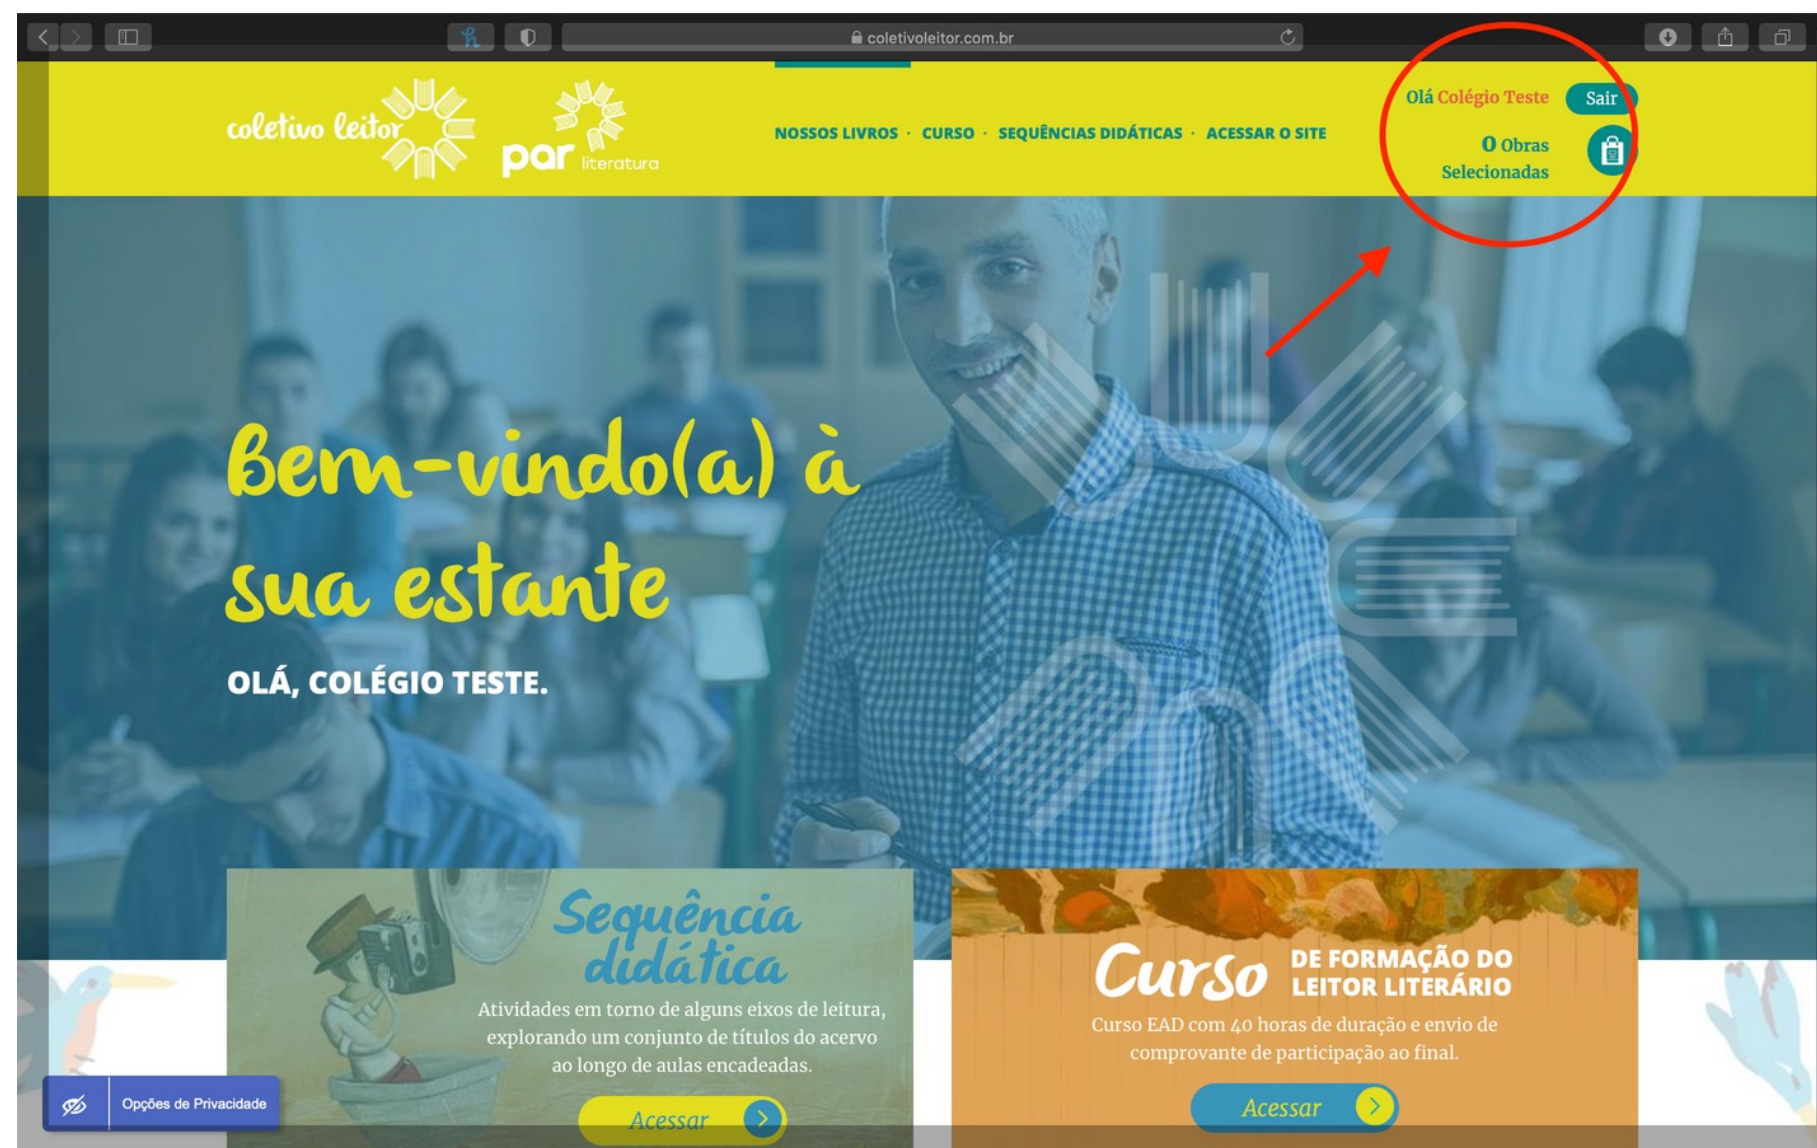 coletivoleitor.com.br
coletivo leitor
par literatura
NOSSOS LIVROS · CURSO · SEQUÊNCIAS DIDÁTICAS · ACESSAR O SITE
Olá Colégio Teste
Sair
0 Obras
Selecionadas
Bem-vindo(a) à
sua estante
OLÁ, COLÉGIO TESTE.
Sequência
didática
Atividades em torno de alguns eixos de leitura,
explorando um conjunto de títulos do acervo
ao longo de aulas encadeadas.
Acessar
Curso DE FORMAÇÃO DO
LEITOR LITERÁRIO
Curso EAD com 40 horas de duração e envio de
comprovante de participação ao final.
Acessar
Opções de Privacidade